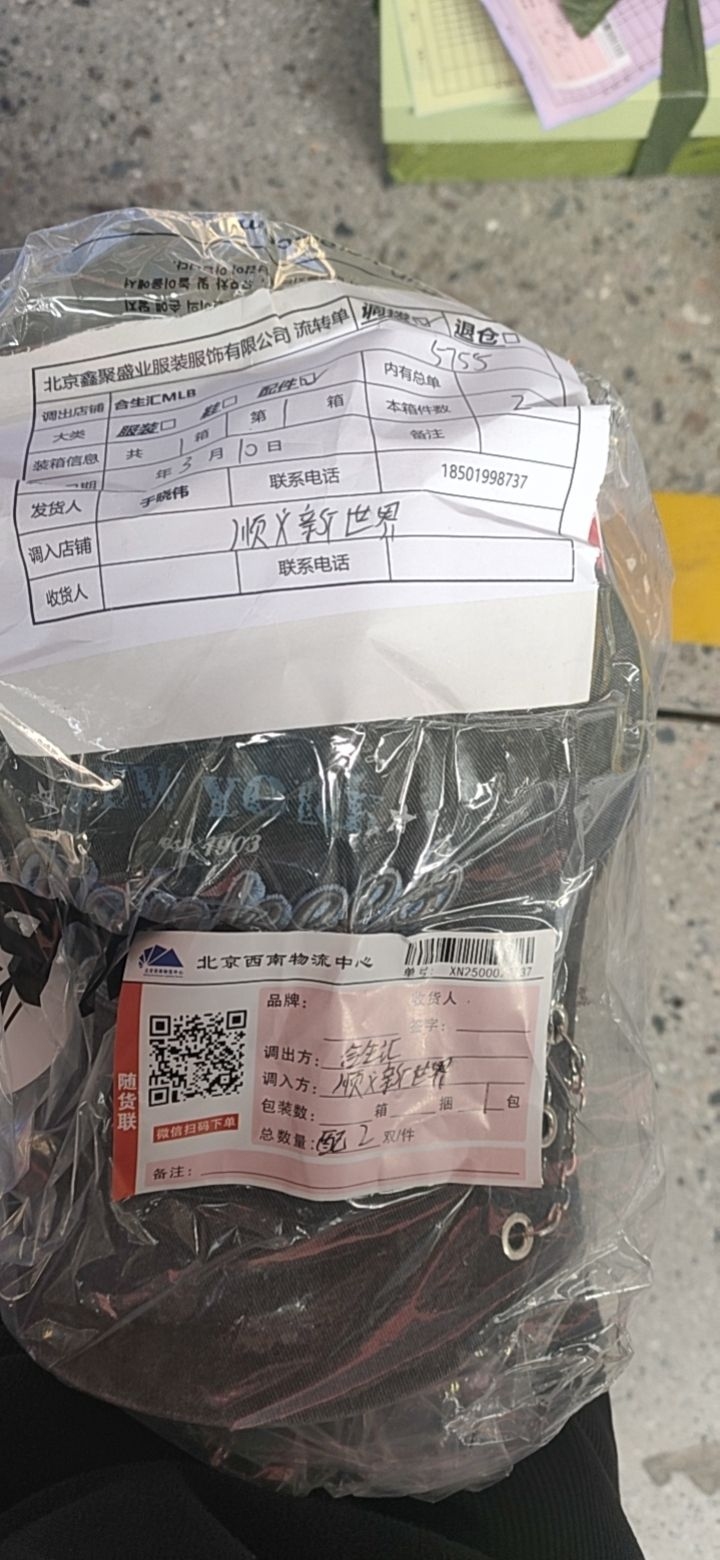 北京鑫聚盛业服装服饰有限公司 流转单 调拨□ 退仓□
调出店铺 合生汇MLB 内有总单 5755
大类 服装□ 鞋□ 配件☑ 本箱件数 2
装箱信息 共 1 箱 第 1 箱 备注
年 3 月 10 日
发货人 于晓伟 联系电话 18501998737
调入店铺 顺义新世界
收货人 联系电话
NEW YORK
1903
北京西南物流中心
单号:
品牌: 收货人
签字:
调出方: 合生汇
调入方: 顺义新世界
包装数: 箱 捆 1 包
总数量: 配 2 双/件
备注:
随货联
微信扫码下单